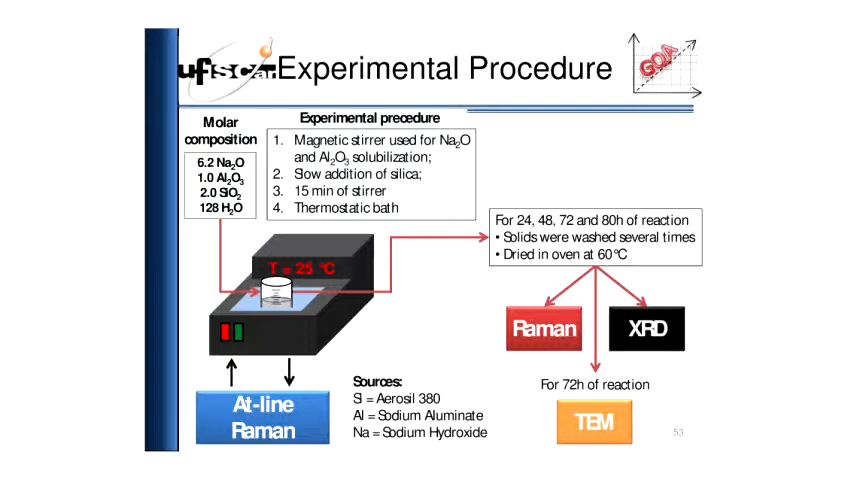 ufscar
Experimental Procedure
GOA
Molar
composition
6.2 Na₂O
1.0 Al₂O₃
2.0 SiO₂
128 H₂O
Experimental precedure
1. Magnetic stirrer used for Na₂O
and Al₂O₃ solubilization;
2. Slow addition of silica;
3. 15 min of stirrer
4. Thermostatic bath
For 24, 48, 72 and 80h of reaction
• Solids were washed several times
• Dried in oven at 60°C
T = 25 °C
Raman
XRD
For 72h of reaction
TEM
At-line
Raman
Sources:
Si = Aerosil 380
Al = Sodium Aluminate
Na = Sodium Hydroxide
53